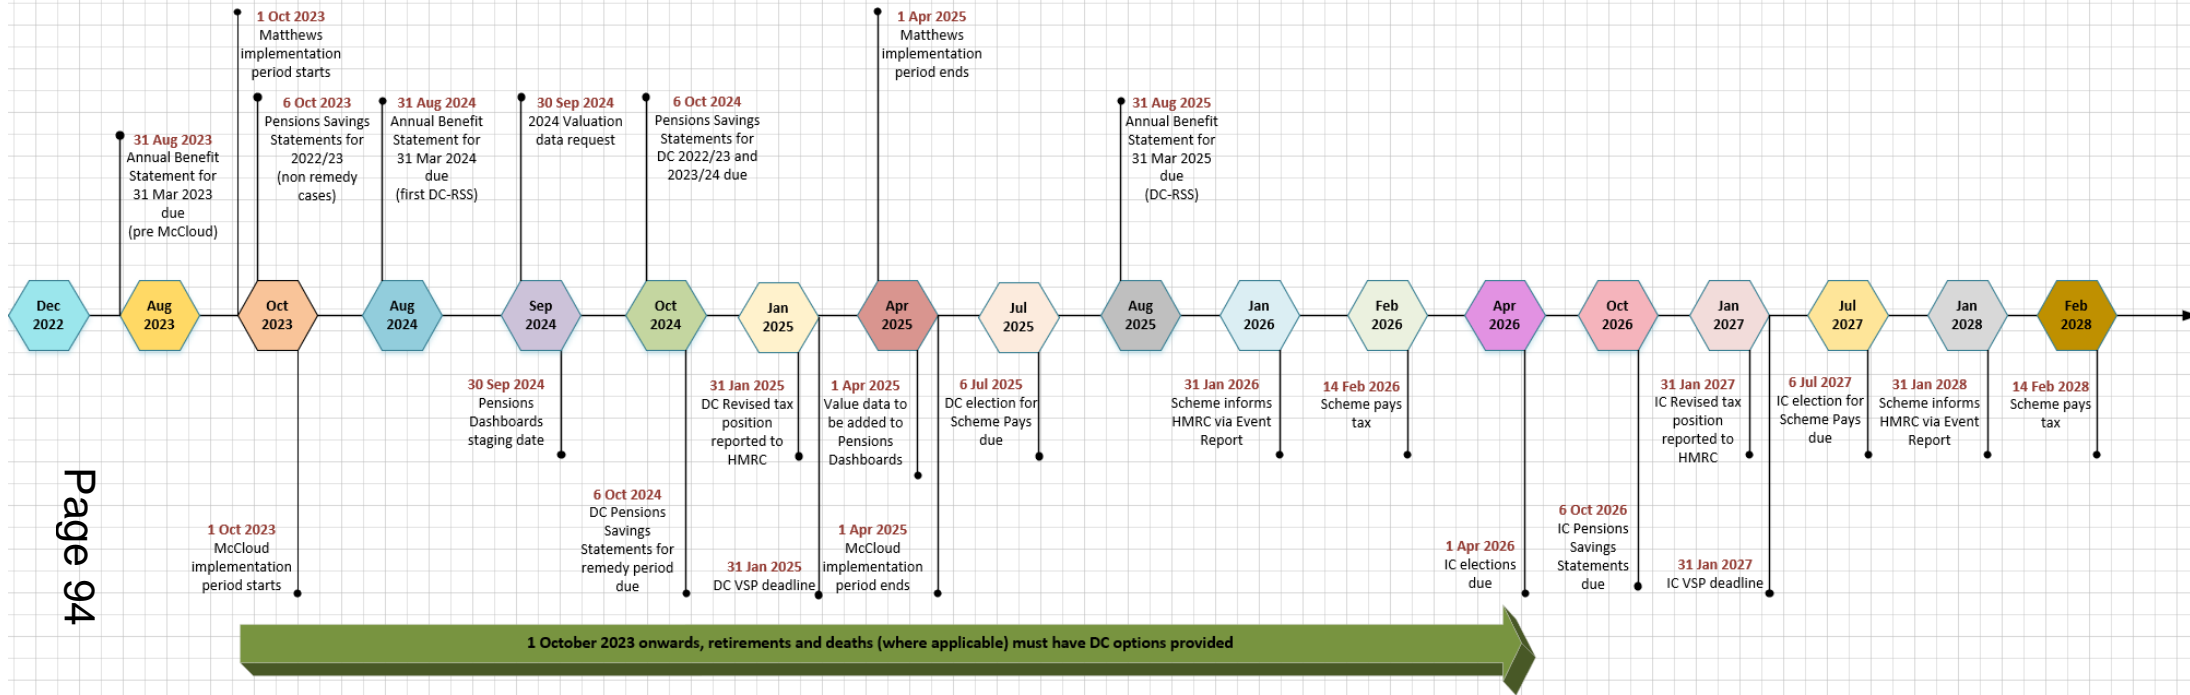 1 Oct 2023
Matthews
implementation
period starts
1 Apr 2025
Matthews
implementation
period ends
31 Aug 2023
Annual Benefit
Statement for
31 Mar 2023
due
(pre McCloud)
6 Oct 2023
Pensions Savings
Statements for
2022/23
(non remedy
cases)
31 Aug 2024
Annual Benefit
Statement for
31 Mar 2024
due
(first DC-RSS)
30 Sep 2024
2024 Valuation
data request
6 Oct 2024
Pensions Savings
Statements for
DC 2022/23 and
2023/24 due
31 Aug 2025
Annual Benefit
Statement for
31 Mar 2025
due
(DC-RSS)
Dec
2022
Aug
2023
Oct
2023
Aug
2024
Sep
2024
Oct
2024
Jan
2025
Apr
2025
Jul
2025
Aug
2025
Jan
2026
Feb
2026
Apr
2026
Oct
2026
Jan
2027
Jul
2027
Jan
2028
Feb
2028
30 Sep 2024
Pensions
Dashboards
staging date
31 Jan 2025
DC Revised tax
position
reported to
HMRC
1 Apr 2025
Value data to
be added to
Pensions
Dashboards
6 Jul 2025
DC election for
Scheme Pays
due
31 Jan 2026
Scheme informs
HMRC via Event
Report
14 Feb 2026
Scheme pays
tax
31 Jan 2027
IC Revised tax
position
reported to
HMRC
6 Jul 2027
IC election for
Scheme Pays
due
31 Jan 2028
Scheme informs
HMRC via Event
Report
14 Feb 2028
Scheme pays
tax
1 Oct 2023
McCloud
implementation
period starts
6 Oct 2024
DC Pensions
Savings
Statements for
remedy period
due
31 Jan 2025
DC VSP deadline
1 Apr 2025
McCloud
implementation
period ends
1 Apr 2026
IC elections
due
6 Oct 2026
IC Pensions
Savings
Statements
due
31 Jan 2027
IC VSP deadline
1 October 2023 onwards, retirements and deaths (where applicable) must have DC options provided
Page 94